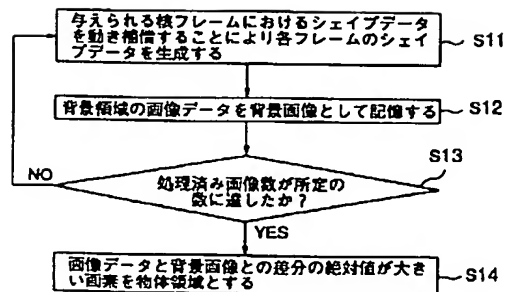 与えられる核フレームにおけるシェイプデータ
を動き補償することにより各フレームのシェイ
プデータを生成する
S11
背景領域の画像データを背景画像として記憶する
S12
S13
NO
処理済み画像数が所定の
数に達したか?
YES
画像データと背景画像との差分の絶対値が大き
い画素を物体領域とする
S14